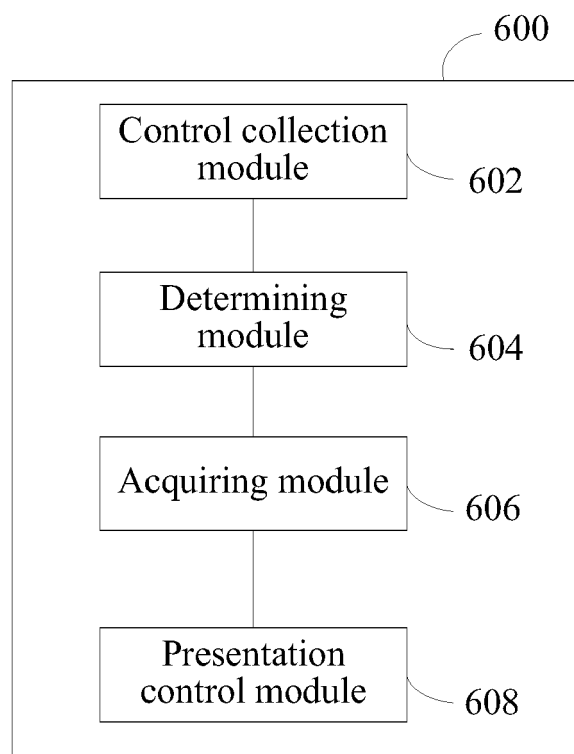 600
Control collection
module
602
Determining
module
604
Acquiring module
606
Presentation
control module
608